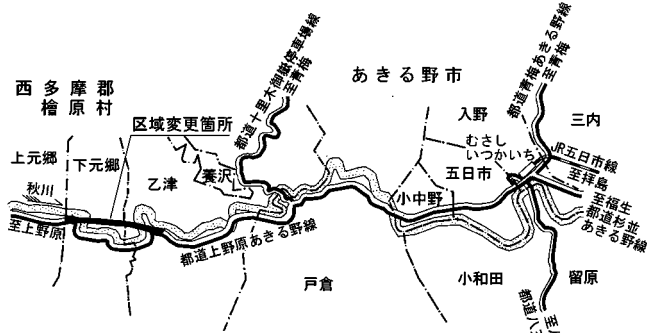 西多摩郡
檜原村
あきる野市
都道十里木御嶽停車場線
至青梅
都道青梅あきる野線
至青梅
区域変更箇所
入野
三内
むさし
いつかいち
JR五日市線
至拝島
上元郷
下元郷
乙津
養沢
五日市
小中野
至福生
都道杉並
あきる野線
秋川
至上野原
都道上野原あきる野線
戸倉
小和田
留原
都道八
至八